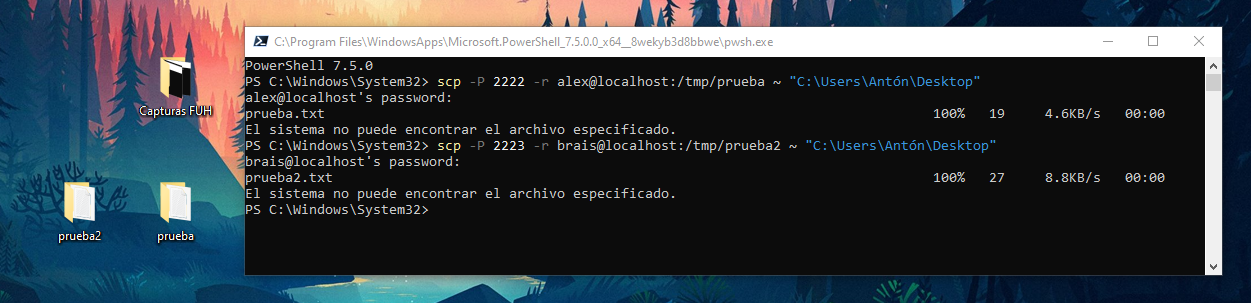 C:\Program Files\WindowsApps\Microsoft.PowerShell_7.5.0.0_x64__8wekyb3d8bbwe\pwsh.exe
PowerShell 7.5.0
PS C:\Windows\System32> scp -P 2222 -r alex@localhost:/tmp/prueba ~ "C:\Users\Antón\Desktop"
alex@localhost's password:
prueba.txt 100% 19 4.6KB/s 00:00
El sistema no puede encontrar el archivo especificado.
PS C:\Windows\System32> scp -P 2223 -r brais@localhost:/tmp/prueba2 ~ "C:\Users\Antón\Desktop"
brais@localhost's password:
prueba2.txt 100% 27 8.8KB/s 00:00
El sistema no puede encontrar el archivo especificado.
PS C:\Windows\System32>
Capturas FUH
prueba2
prueba